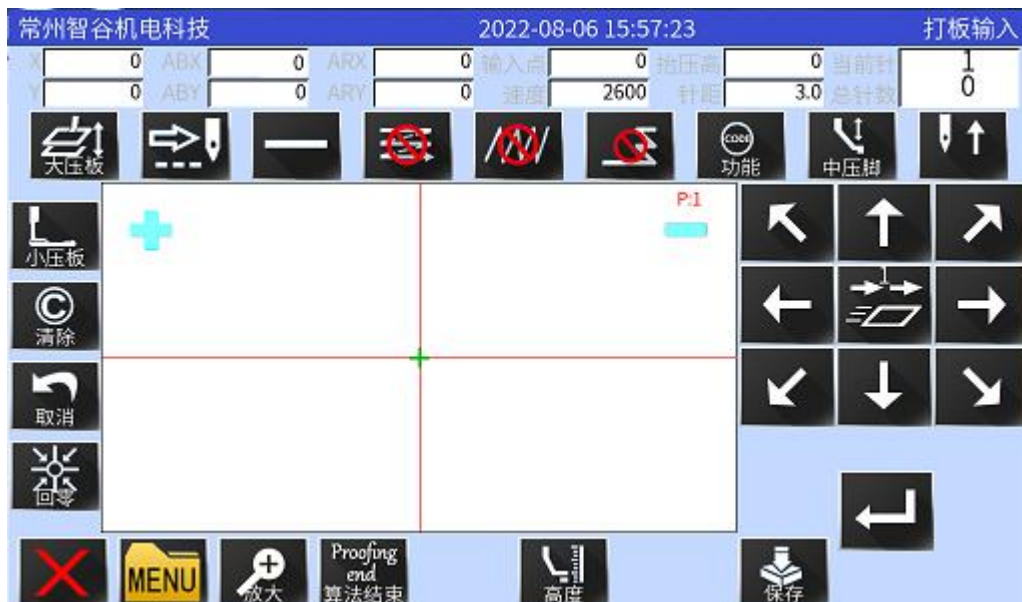 常州智谷机电科技 2022-08-06 15:57:23 打板输入
X 0 ABX 0 ARX 0 输入点 0 抬压高 0 当前针 1
Y 0 ABY 0 ARY 0 速度 2600 针距 3.0 总针数 0
大压板 CODE 功能 中压脚
P:1
小压板
1
清除
取消
回零
MENU 放大 Proofing end 算法结束 高度 保存